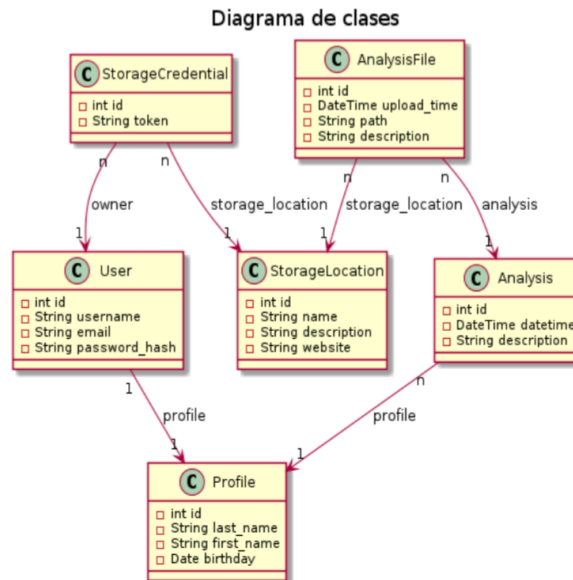 Diagrama de clases
C StorageCredential
int id
String token
C AnalysisFile
int id
DateTime upload_time
String path
String description
n
n
n
n
owner
storage_location
storage_location
analysis
1
1
1
1
C User
int id
String username
String email
String password_hash
C StorageLocation
int id
String name
String description
String website
C Analysis
int id
DateTime datetime
String description
1
n
profile
profile
1
1
C Profile
int id
String last_name
String first_name
Date birthday